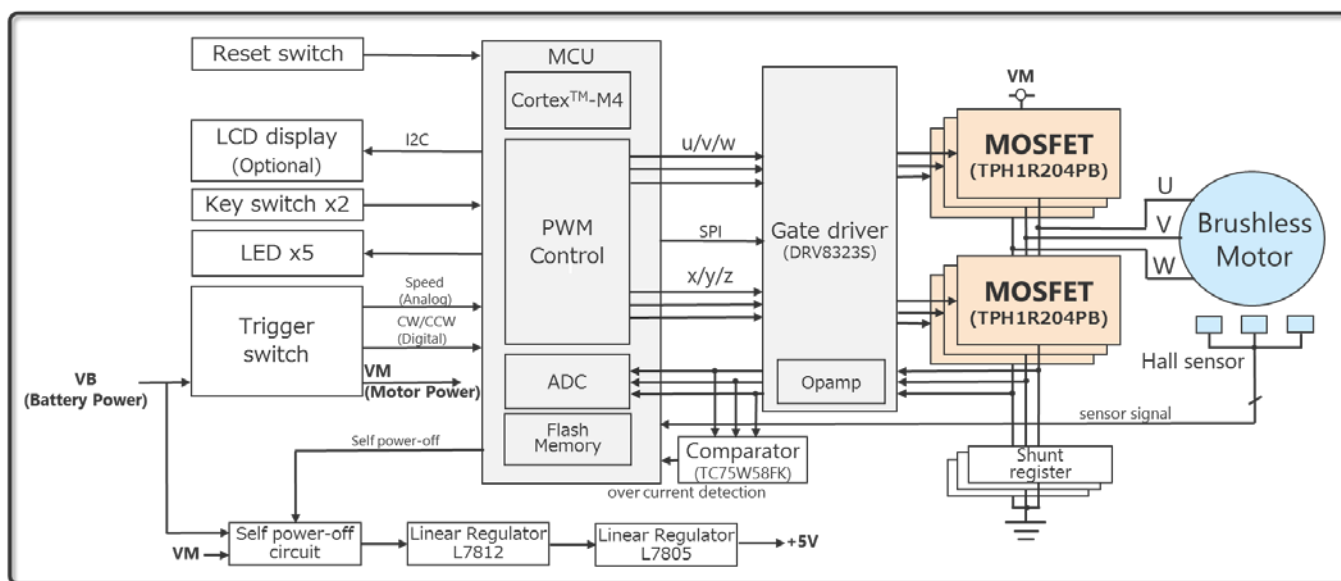 Reset switch
LCD display
(Optional)
I2C
Key switch x2
LED x5
Trigger
switch
Speed
(Analog)
CW/CCW
(Digital)
VM
(Motor Power)
VB
(Battery Power)
Self power-off
MCU
Cortex™-M4
PWM
Control
ADC
Flash
Memory
u/v/w
SPI
x/y/z
Gate driver
(DRV8323S)
Opamp
Comparator
(TC75W58FK)
over current detection
VM
MOSFET
(TPH1R204PB)
MOSFET
(TPH1R204PB)
U
V
W
Brushless
Motor
Hall sensor
sensor signal
Shunt
register
VM
Self power-off
circuit
Linear Regulator
L7812
Linear Regulator
L7805
+5V